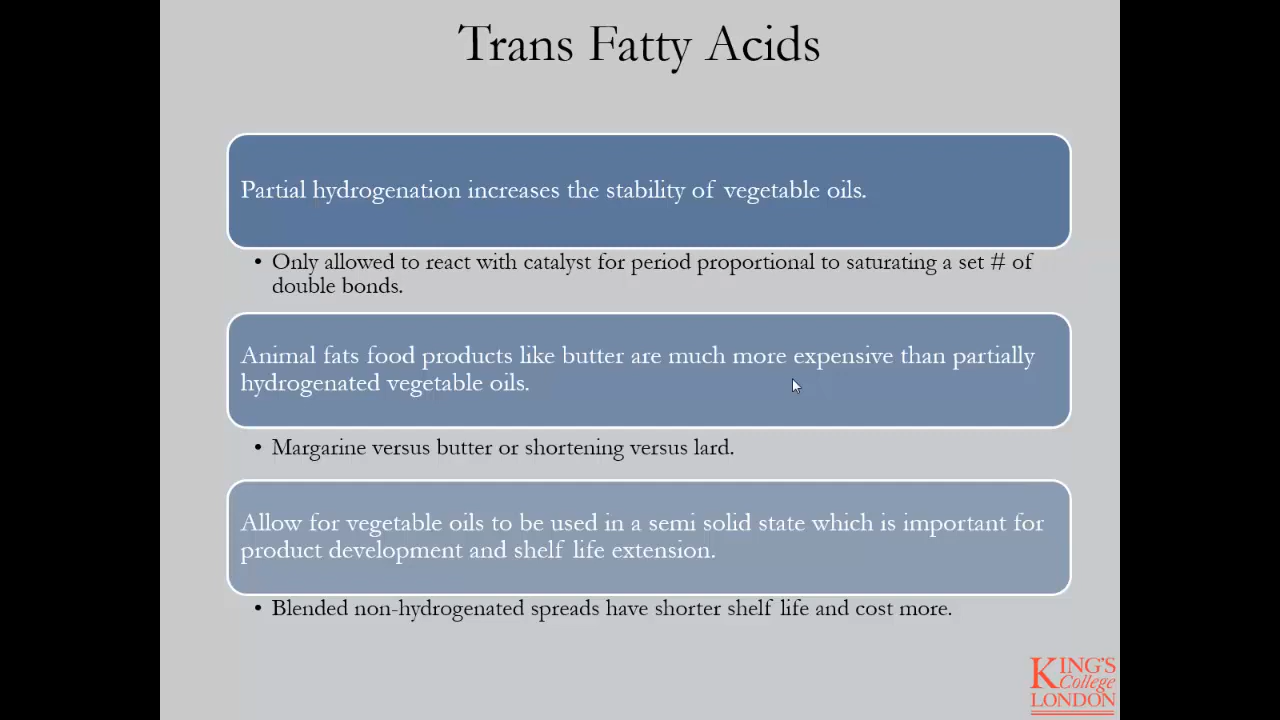 Trans Fatty Acids
Partial hydrogenation increases the stability of vegetable oils.
• Only allowed to react with catalyst for period proportional to saturating a set # of
double bonds.
Animal fats food products like butter are much more expensive than partially
hydrogenated vegetable oils.
• Margarine versus butter or shortening versus lard.
Allow for vegetable oils to be used in a semi solid state which is important for
product development and shelf life extension.
• Blended non-hydrogenated spreads have shorter shelf life and cost more.
KING'S
College
LONDON